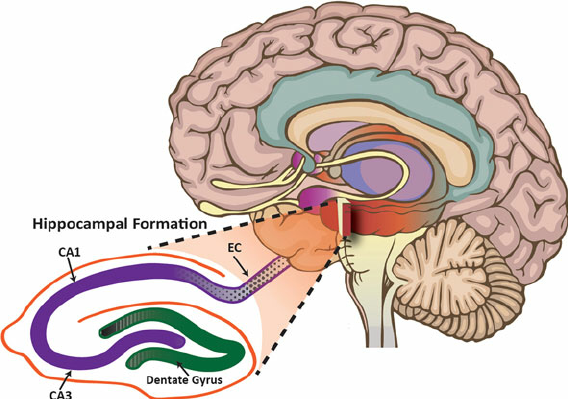 Hippocampal Formation
CA1
EC
Dentate Gyrus
CA3